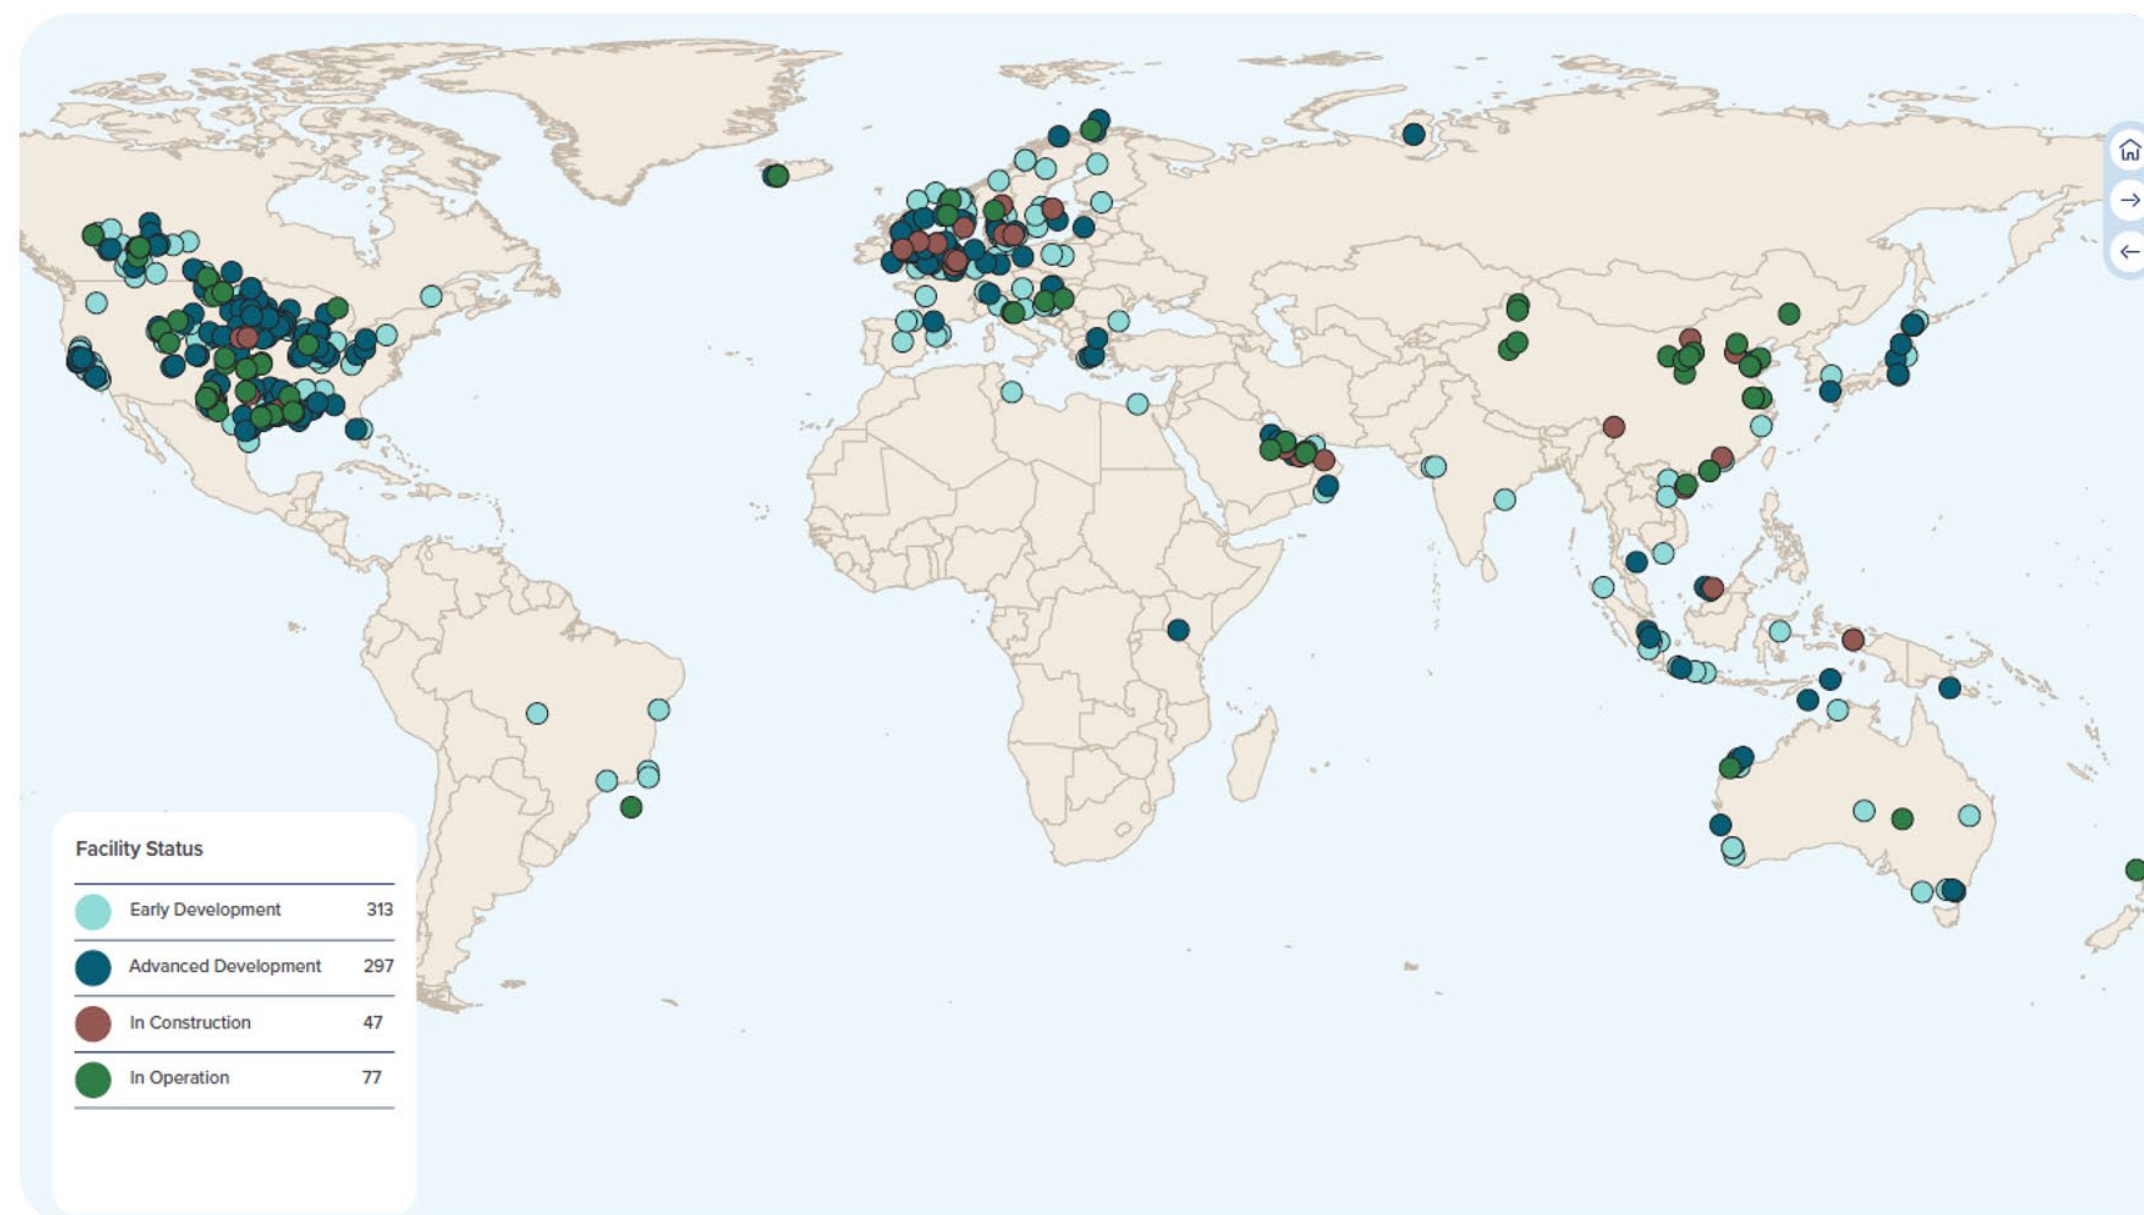 Facility Status
Early Development 313
Advanced Development 297
In Construction 47
In Operation 77